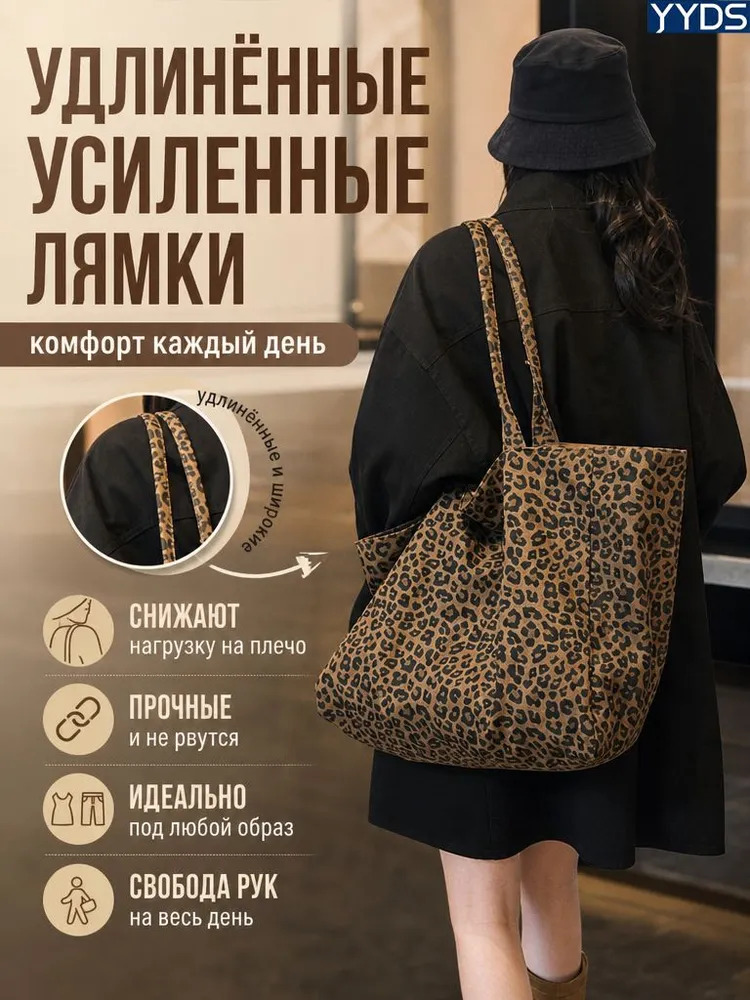 YYDS
УДЛИНЁННЫЕ
УСИЛЕННЫЕ
ЛЯМКИ
комфорт каждый день
удлинённые и широкие
СНИЖАЮТ
нагрузку на плечо
ПРОЧНЫЕ
и не рвутся
ИДЕАЛЬНО
под любой образ
СВОБОДА РУК
на весь день